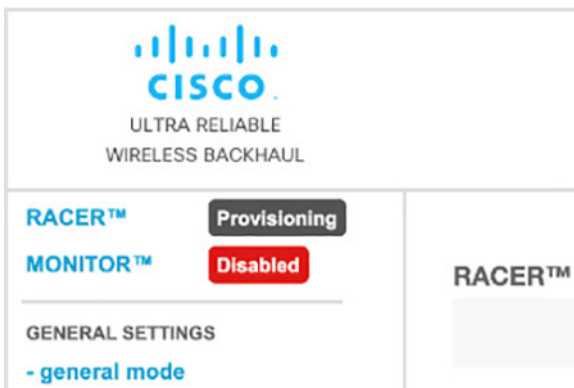 CISCO
ULTRA RELIABLE
WIRELESS BACKHAUL
RACER™ Provisioning
MONITOR™ Disabled
RACER™
GENERAL SETTINGS
- general mode